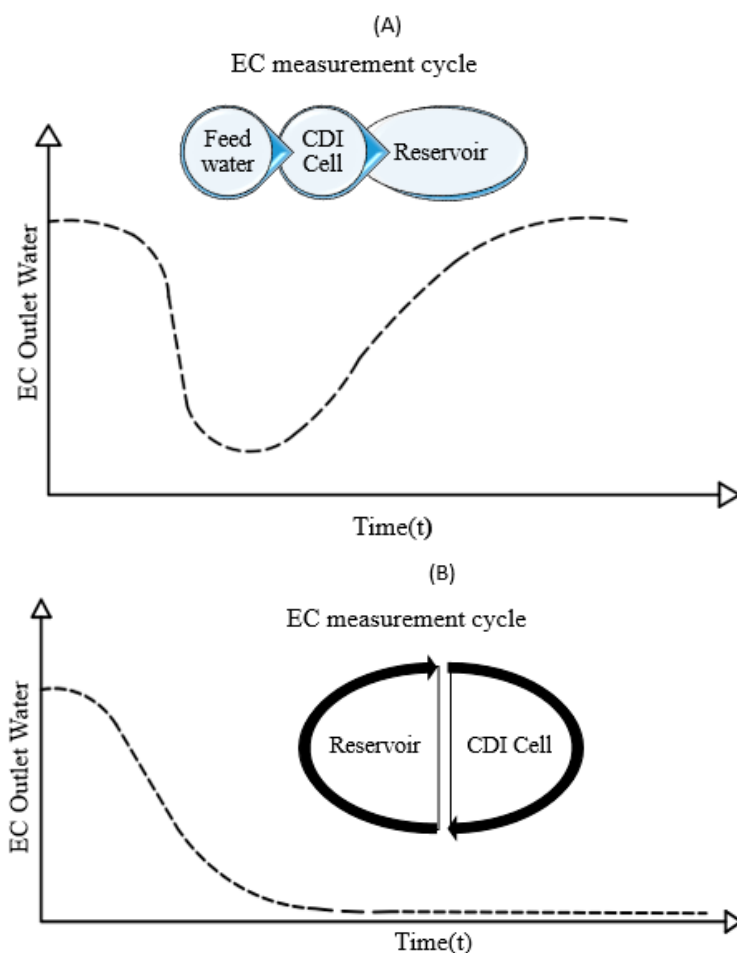 (A)
EC measurement cycle
Feed
water
CDI
Cell
Reservoir
EC Outlet Water
Time(t)
(B)
EC measurement cycle
Reservoir
CDI Cell
EC Outlet Water
Time(t)